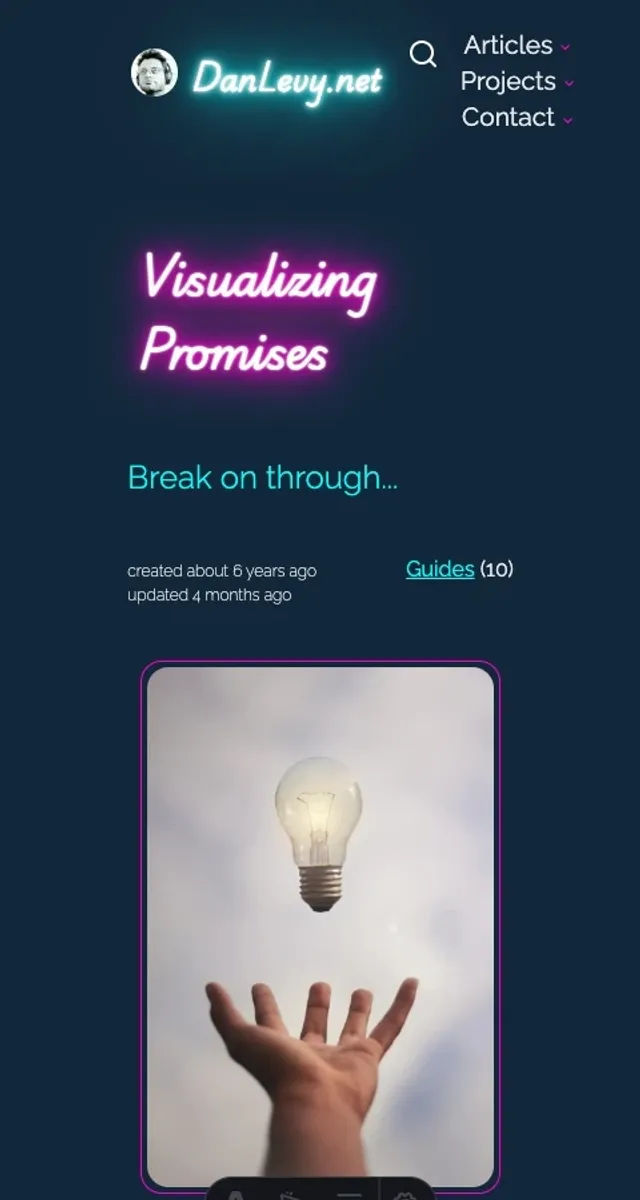 DanLevy.net
Articles
Projects
Contact
Visualizing
Promises
Break on through...
created about 6 years ago
updated 4 months ago
Guides (10)